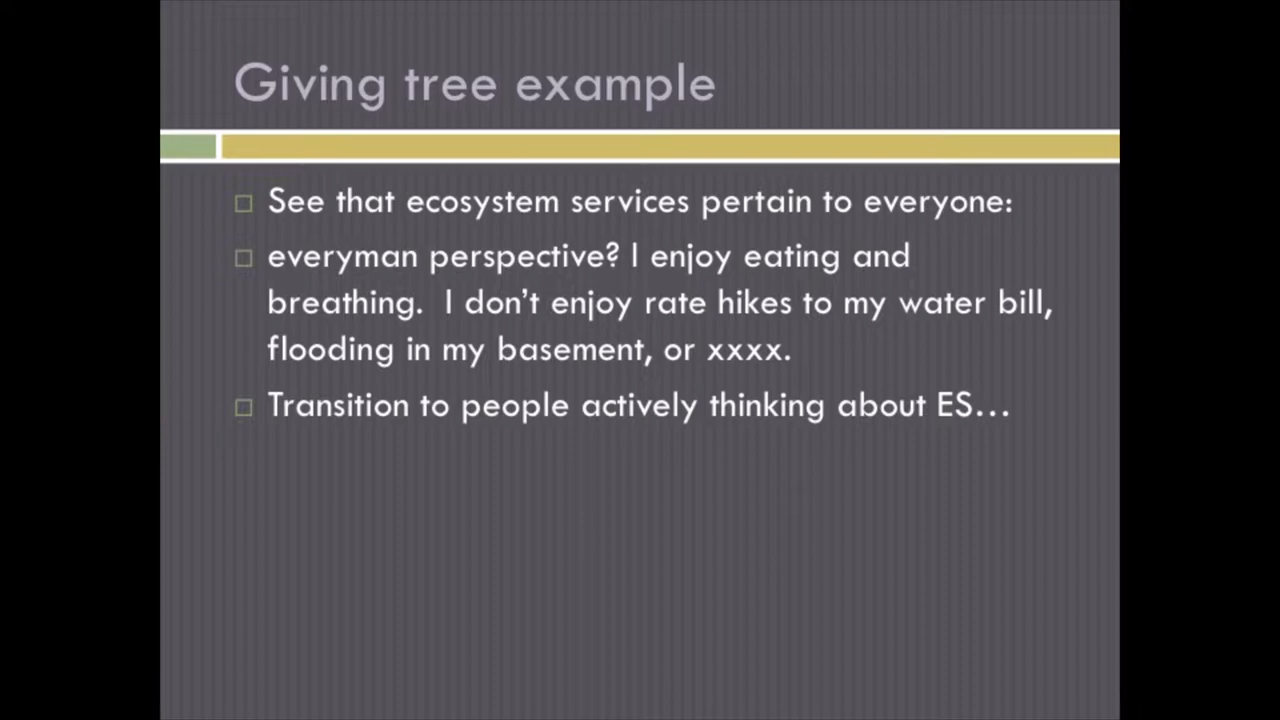 Giving tree example
See that ecosystem services pertain to everyone:
everyman perspective? I enjoy eating and
breathing.  I don’t enjoy rate hikes to my water bill,
flooding in my basement, or xxxx.
Transition to people actively thinking about ES…